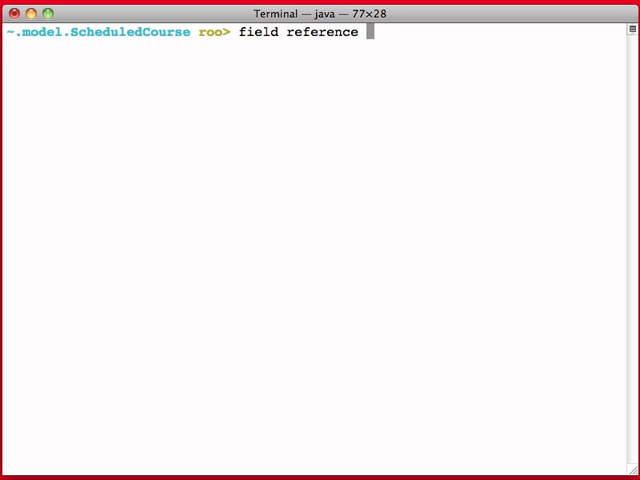 Terminal — java — 77×28
~.model.ScheduledCourse roo> field reference